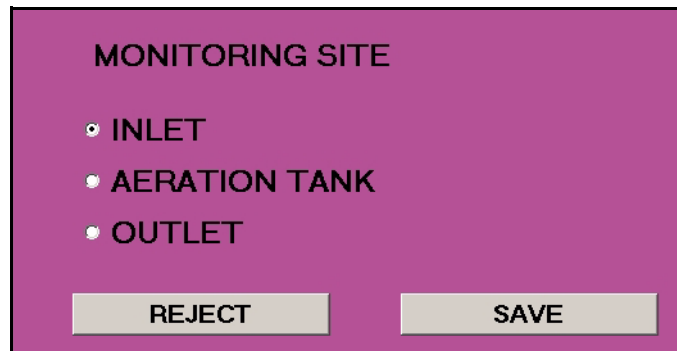 MONITORING SITE
INLET
AERATION TANK
OUTLET
REJECT
SAVE